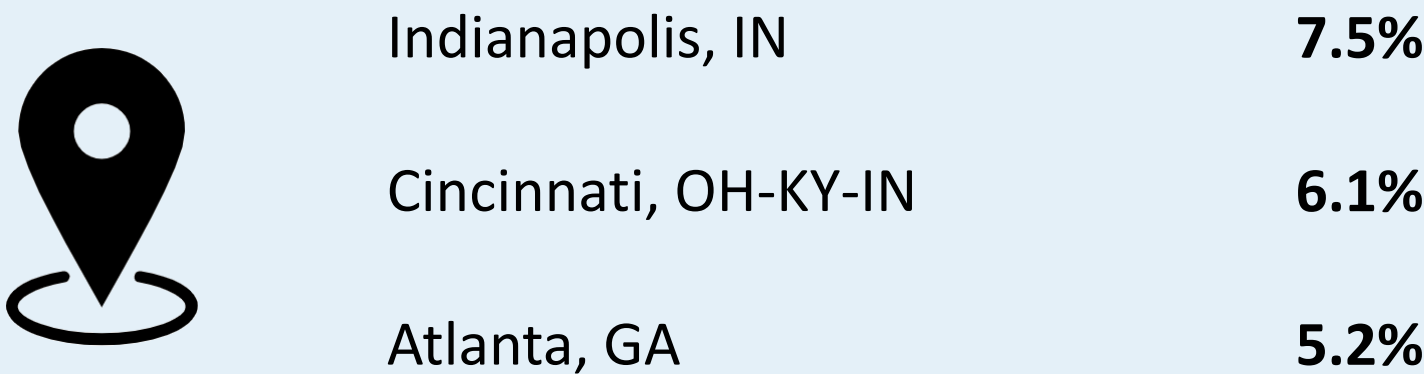 Indianapolis, IN 7.5%
Cincinnati, OH-KY-IN 6.1%
Atlanta, GA 5.2%